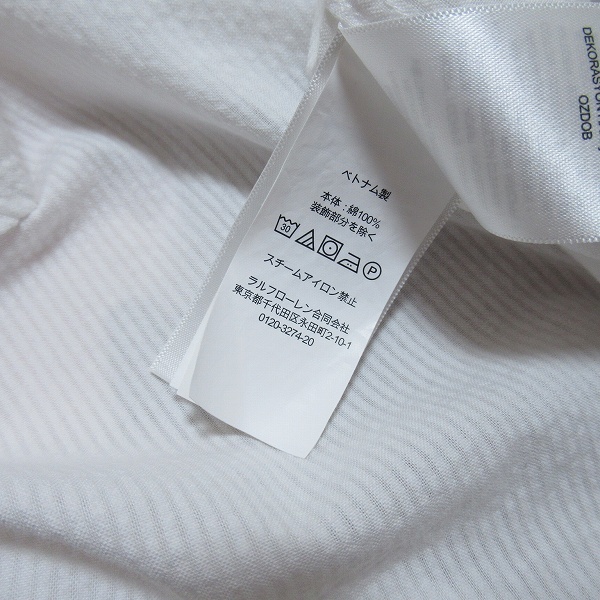 ベトナム製
本体：綿100%
装飾部分を除く
30 P
スチームアイロン禁止
ラルフローレン合同会社
東京都千代田区永田町2-10-1
0120-3274-20
OZDOB